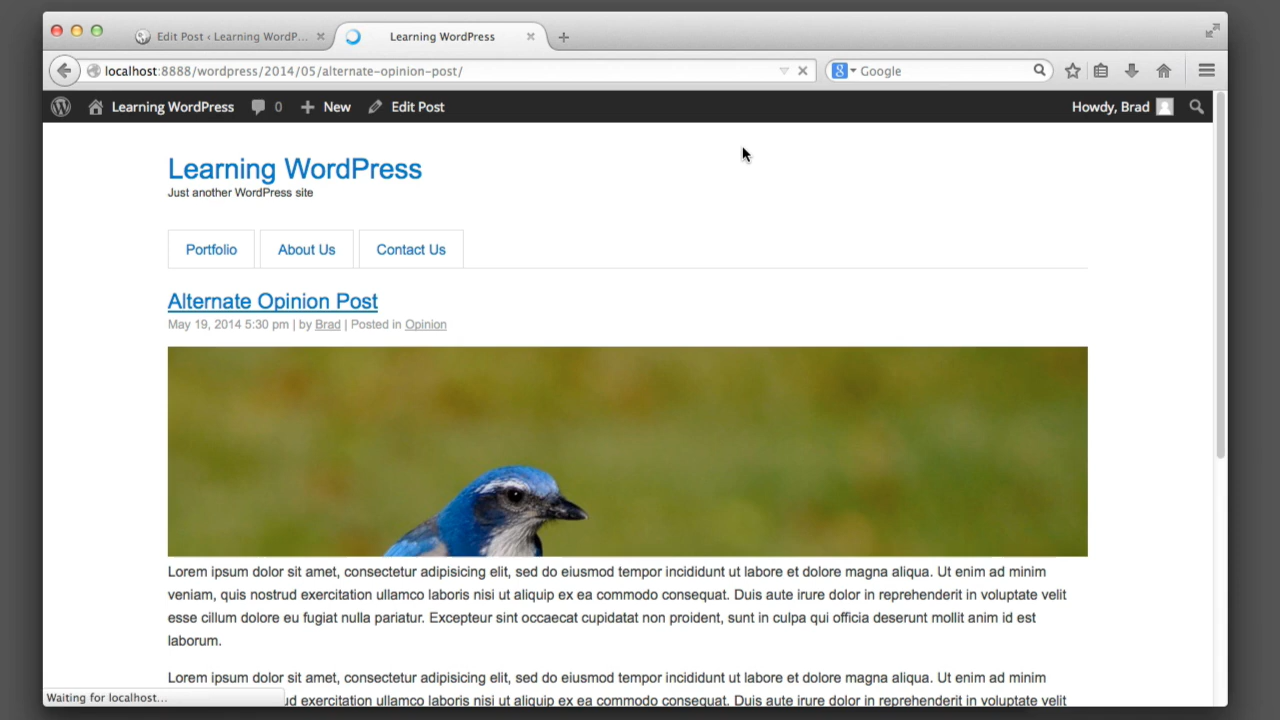 Edit Post ‹ Learning WordP...
Learning WordPress
localhost:8888/wordpress/2014/05/alternate-opinion-post/
8 Google
Learning WordPress 0 New Edit Post Howdy, Brad
Learning WordPress
Just another WordPress site
Portfolio About Us Contact Us
Alternate Opinion Post
May 19, 2014 5:30 pm | by Brad | Posted in Opinion
Lorem ipsum dolor sit amet, consectetur adipisicing elit, sed do eiusmod tempor incididunt ut labore et dolore magna aliqua. Ut enim ad minim
veniam, quis nostrud exercitation ullamco laboris nisi ut aliquip ex ea commodo consequat. Duis aute irure dolor in reprehenderit in voluptate velit
esse cillum dolore eu fugiat nulla pariatur. Excepteur sint occaecat cupidatat non proident, sunt in culpa qui officia deserunt mollit anim id est
laborum.
Lorem ipsum dolor sit amet, consectetur adipisicing elit, sed do eiusmod tempor incididunt ut labore et dolore magna aliqua. Ut enim ad minim
Waiting for localhost...
ud exercitation ullamco laboris nisi ut aliquip ex ea commodo consequat. Duis aute irure dolor in reprehenderit in voluptate velit